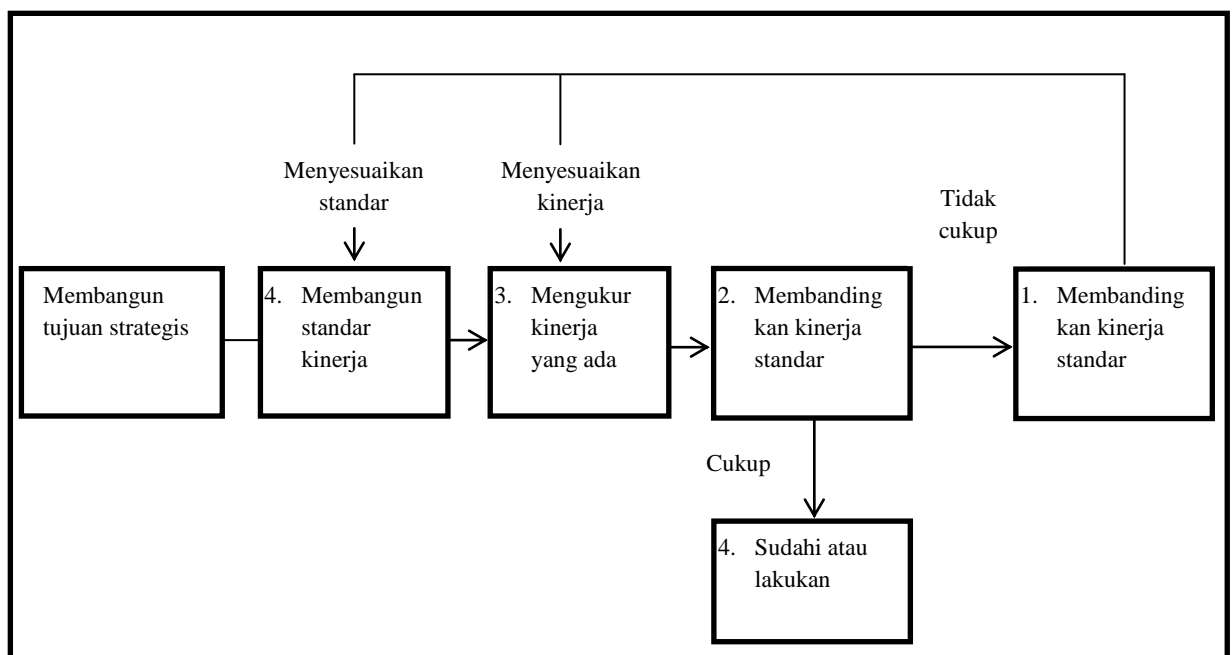 Menyesuaikan
standar
Menyesuaikan
kinerja
Tidak
cukup
Membangun
tujuan strategis
4. Membangun
standar
kinerja
3. Mengukur
kinerja
yang ada
2. Membanding
kan kinerja
standar
1. Membanding
kan kinerja
standar
Cukup
4. Sudahi atau
lakukan